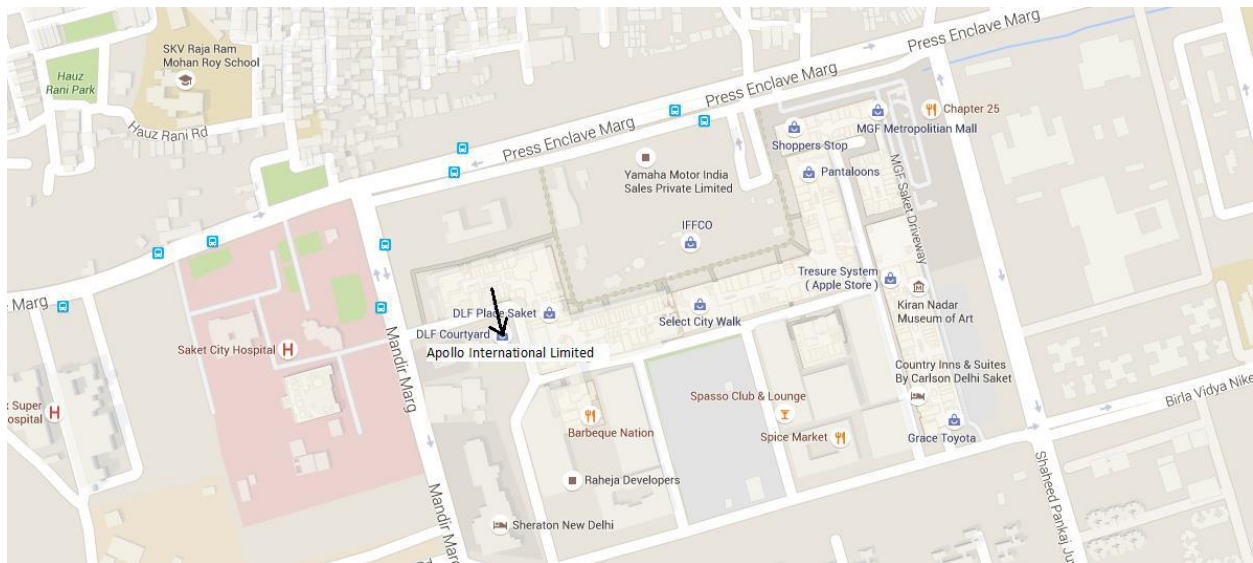 SKV Raja Ram
Mohan Roy School
Hauz
Rani Park
Hauz Rani Rd
Press Enclave Marg
Press Enclave Marg
Press Enclave Marg
Chapter 25
MGF Metropolitian Mall
Shoppers Stop
Pantaloons
Yamaha Motor India
Sales Private Limited
IFFCO
MGF Saket Driveway
Tresure System
( Apple Store )
Kiran Nadar
Museum of Art
Marg
DLF Place Saket
Select City Walk
DLF Courtyard
Apollo International Limited
Saket City Hospital
H
Mandir Marg
Country Inns & Suites
By Carlson Delhi Saket
Spasso Club & Lounge
Birla Vidya Nike
Super
ospital
H
Barbeque Nation
Spice Market
Grace Toyota
Raheja Developers
Shaheed Pankaj Ju
Mandir Marg
Sheraton New Delhi